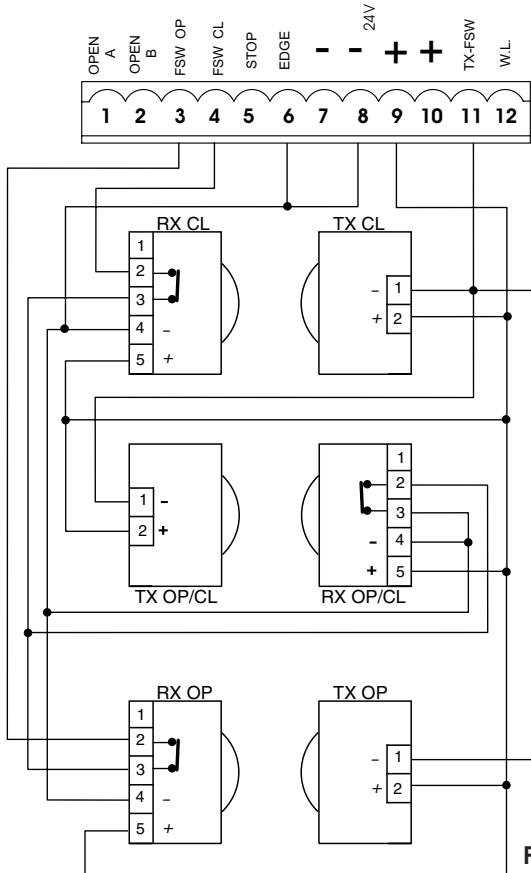 OPEN A
OPEN B
FSW OP
FSW CL
STOP
EDGE
- - 24V + +
TX-FSW
W.L.
1 2 3 4 5 6 7 8 9 10 11 12
RX CL
1
2
3
4 -
5 +
TX CL
- 1
+ 2
1 -
2 +
TX OP/CL
1
2
3
- 4
+ 5
RX OP/CL
RX OP
1
2
3
4 -
5 +
TX OP
- 1
+ 2